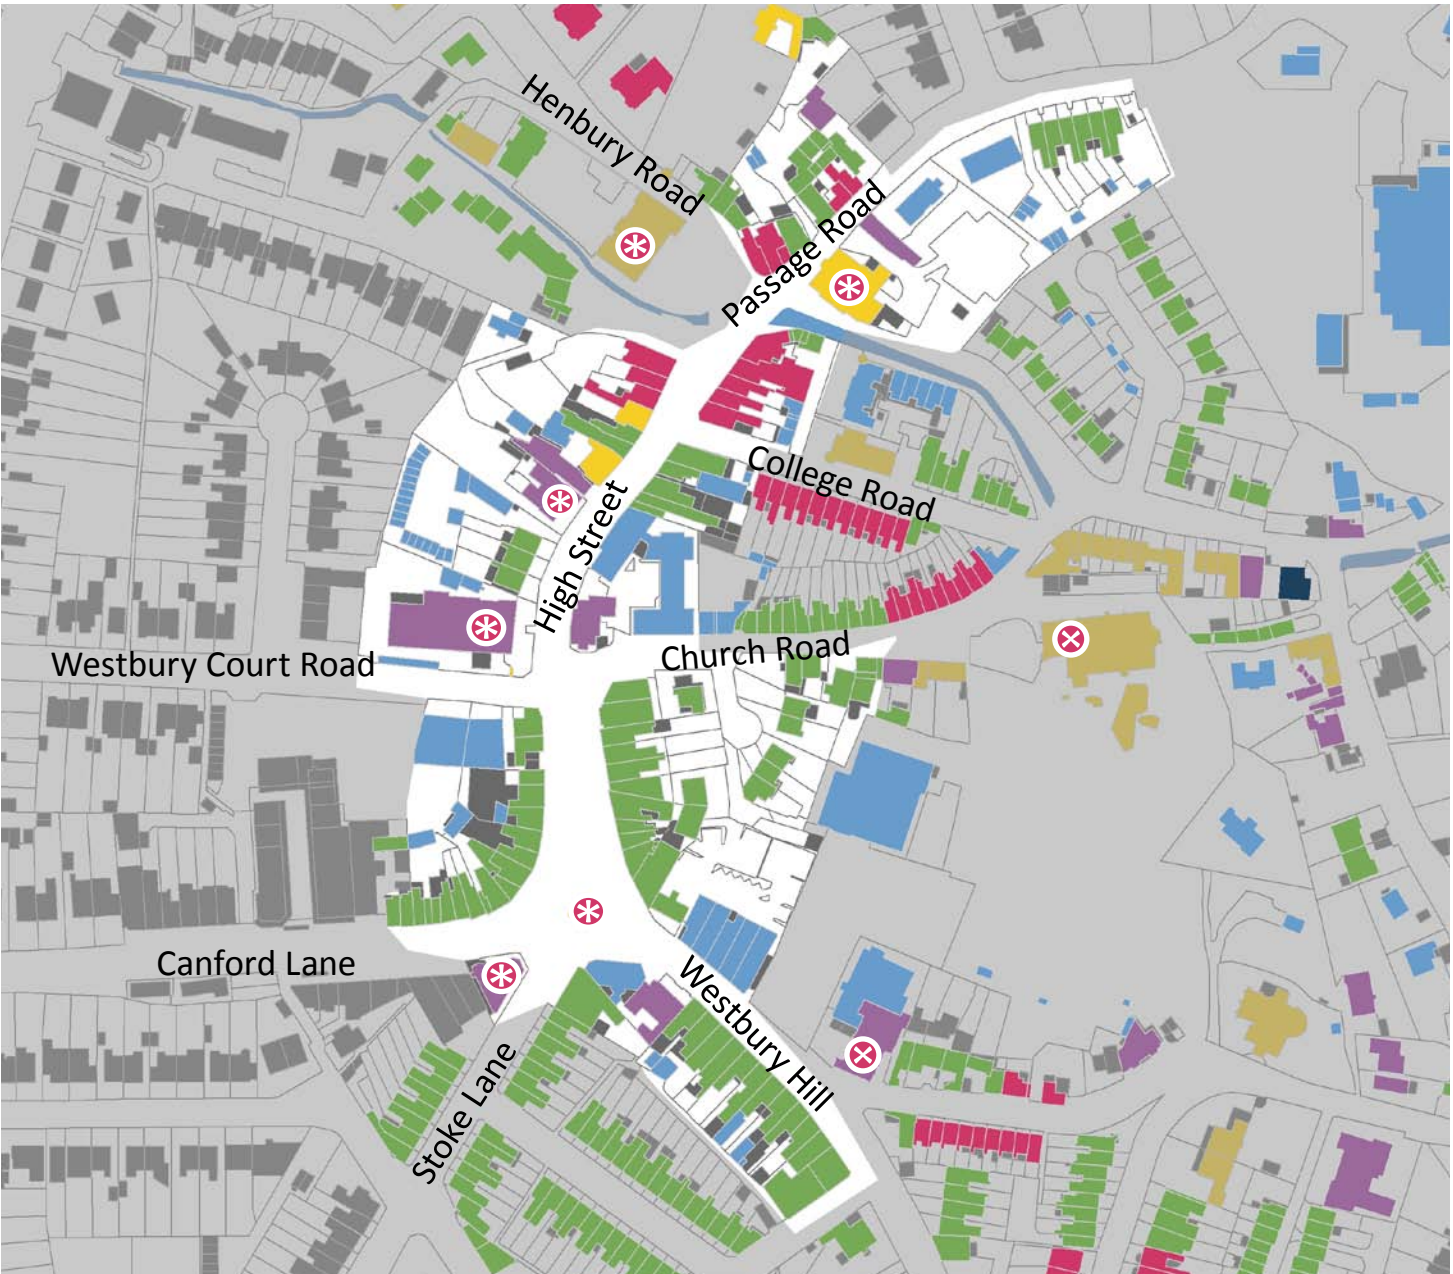 Henbury Road
Passage Road
College Road
High Street
Church Road
Westbury Court Road
Canford Lane
Westbury Hill
Stoke Lane